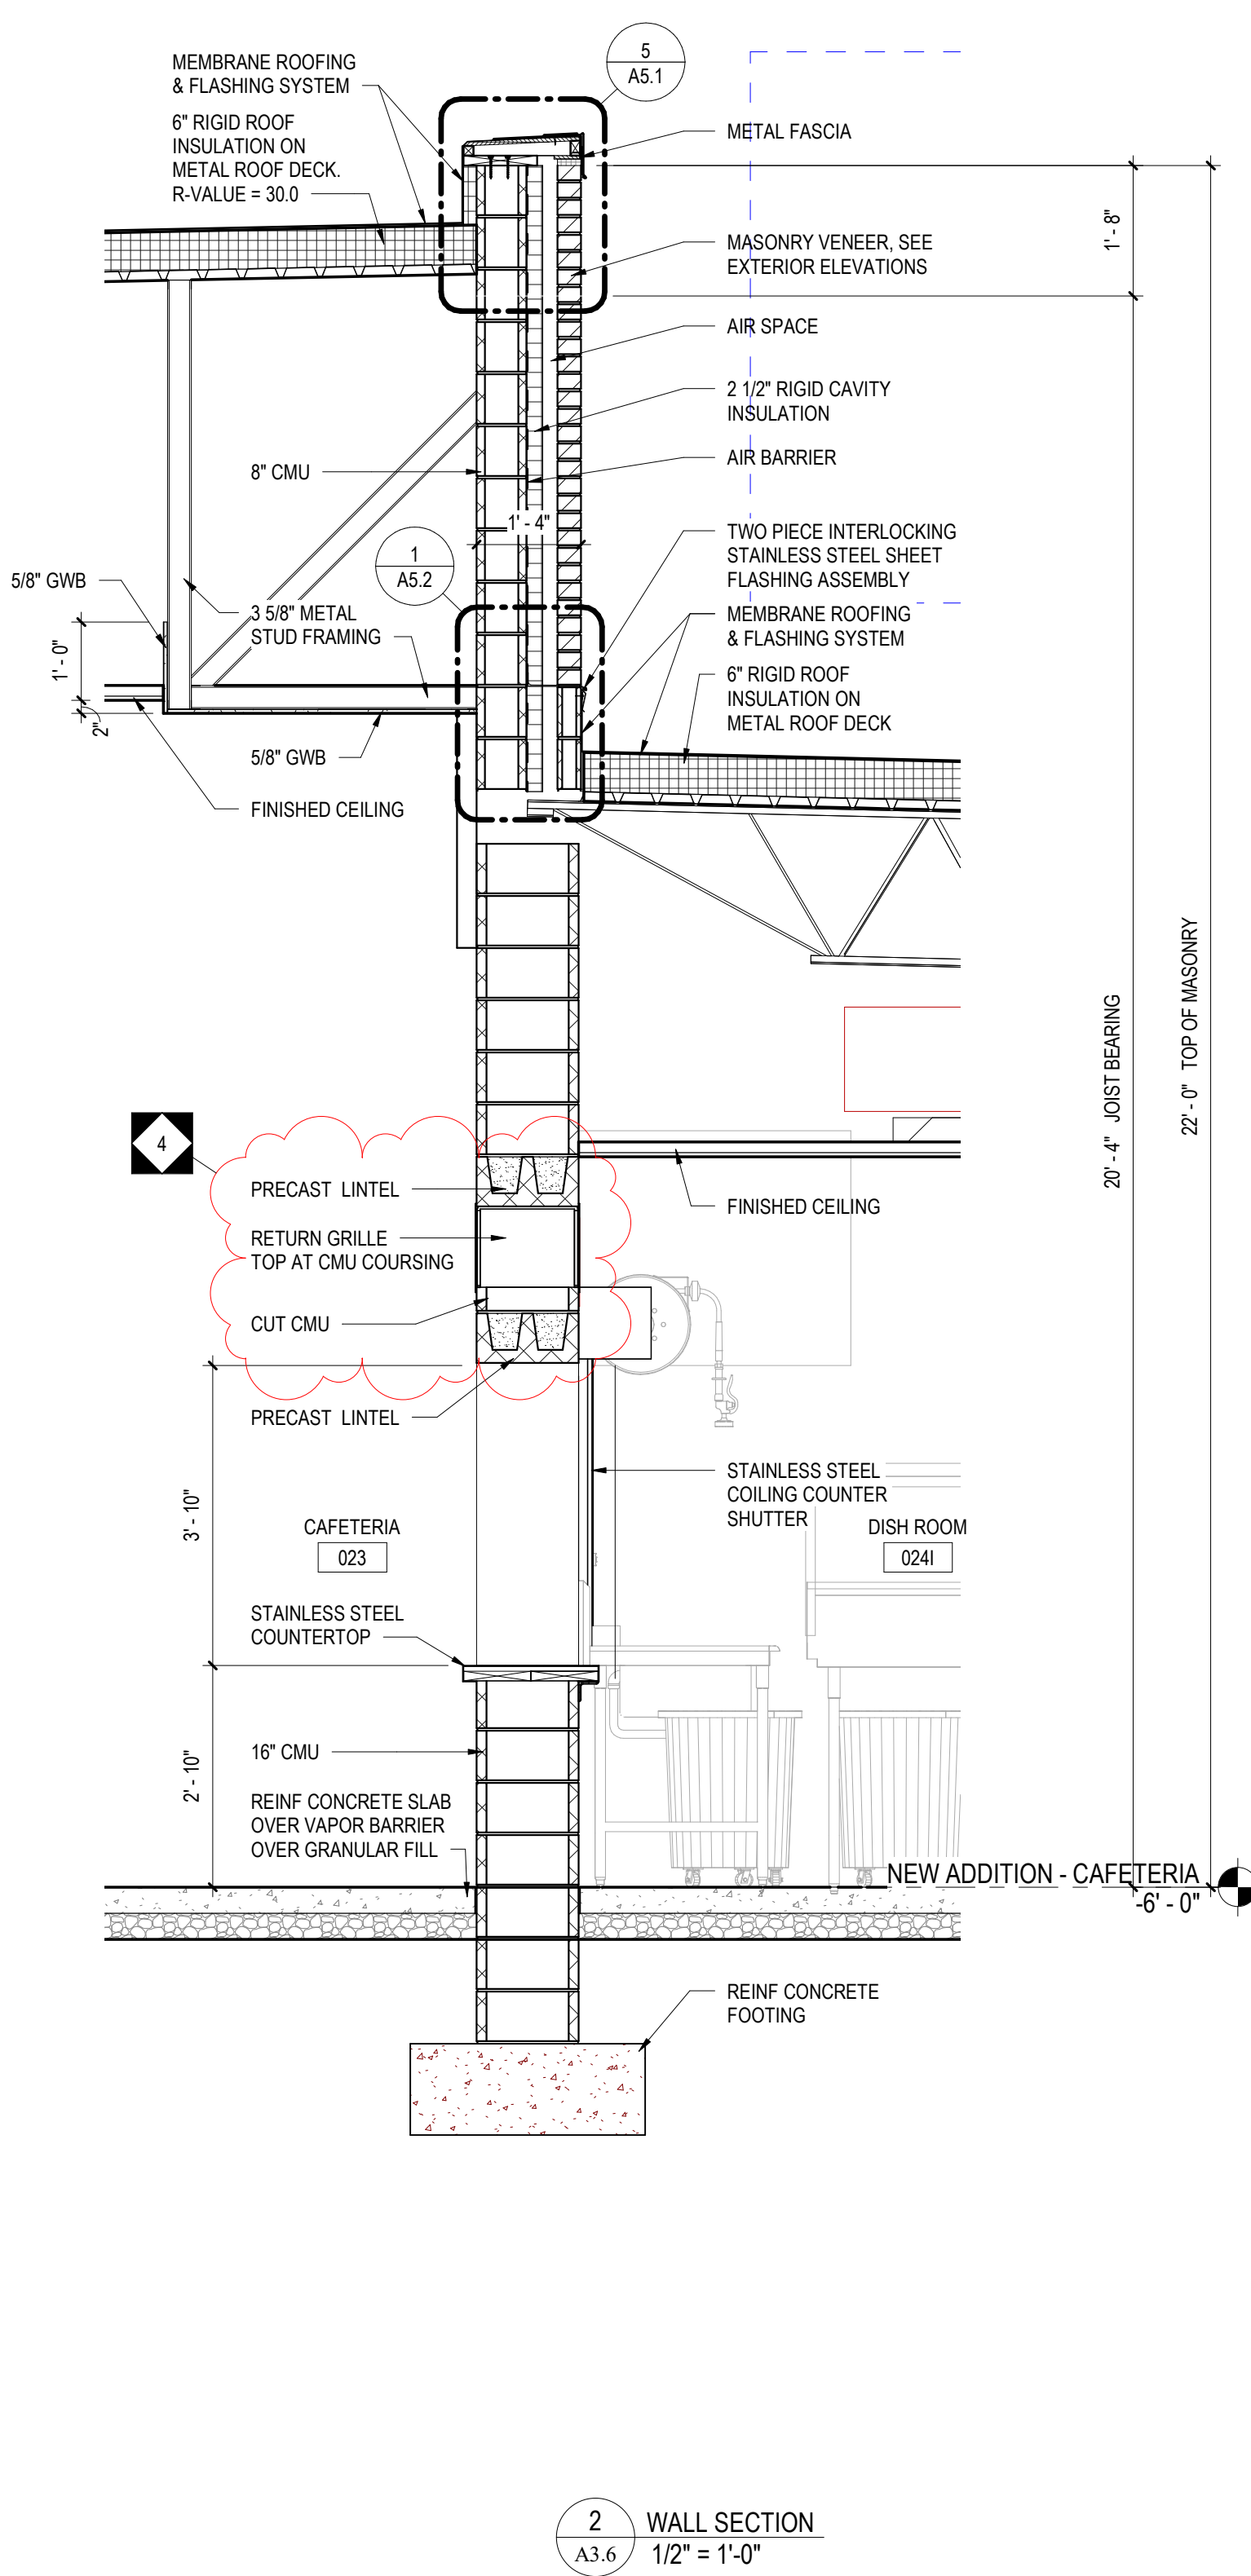 5
A5.1
MEMBRANE ROOFING
& FLASHING SYSTEM
6" RIGID ROOF
INSULATION ON
METAL ROOF DECK.
R-VALUE = 30.0
METAL FASCIA
MASONRY VENEER, SEE
EXTERIOR ELEVATIONS
1' - 8"
AIR SPACE
2 1/2" RIGID CAVITY
INSULATION
AIR BARRIER
8" CMU
1' - 4"
1
A5.2
TWO PIECE INTERLOCKING
STAINLESS STEEL SHEET
FLASHING ASSEMBLY
5/8" GWB
3 5/8" METAL
STUD FRAMING
MEMBRANE ROOFING
& FLASHING SYSTEM
1' - 0"
2"
6" RIGID ROOF
INSULATION ON
METAL ROOF DECK
5/8" GWB
FINISHED CEILING
20' - 4" JOIST BEARING
22' - 0" TOP OF MASONRY
4
PRECAST LINTEL
FINISHED CEILING
RETURN GRILLE
TOP AT CMU COURSING
CUT CMU
PRECAST LINTEL
3' - 10"
STAINLESS STEEL
COILING COUNTER
SHUTTER
CAFETERIA
023
DISH ROOM
024I
STAINLESS STEEL
COUNTERTOP
2' - 10"
16" CMU
REINF CONCRETE SLAB
OVER VAPOR BARRIER
OVER GRANULAR FILL
NEW ADDITION - CAFETERIA
-6' - 0"
REINF CONCRETE
FOOTING
2
A3.6
WALL SECTION
1/2" = 1'-0"